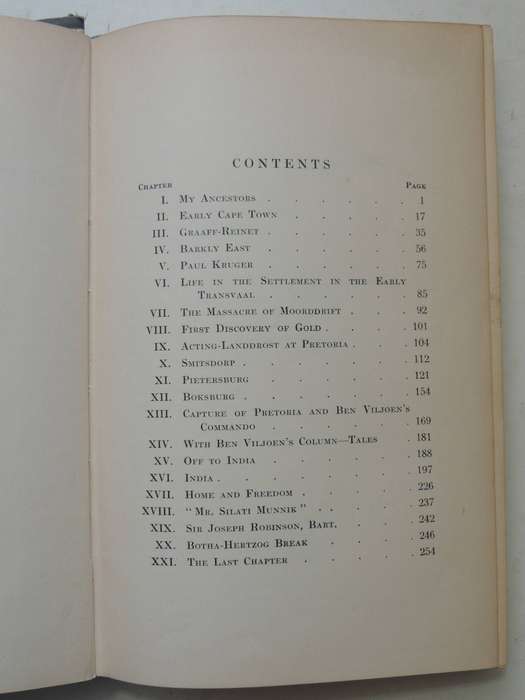 CONTENTS
Chapter Page
I. My Ancestors . . . . . . 1
II. Early Cape Town . . . . . 17
III. Graaff-Reinet . . . . . . 35
IV. Barkly East . . . . . . 56
V. Paul Kruger . . . . . . 75
VI. Life in the Settlement in the Early
Transvaal . . . . . . 85
VII. The Massacre of Moorddrift . . . 92
VIII. First Discovery of Gold . . . . 101
IX. Acting-Landdrost at Pretoria . . . 104
X. Smitsdorp . . . . . . . 112
XI. Pietersburg . . . . . . 121
XII. Boksburg . . . . . . . 154
XIII. Capture of Pretoria and Ben Viljoen's
Commando . . . . . . 169
XIV. With Ben Viljoen's Column—Tales . . 181
XV. Off to India . . . . . . 188
XVI. India . . . . . . . . 197
XVII. Home and Freedom . . . . . 226
XVIII. "Mr. Silati Munnik" . . . . . 237
XIX. Sir Joseph Robinson, Bart. . . . . 242
XX. Botha-Hertzog Break . . . . . 246
XXI. The Last Chapter . . . . . 254